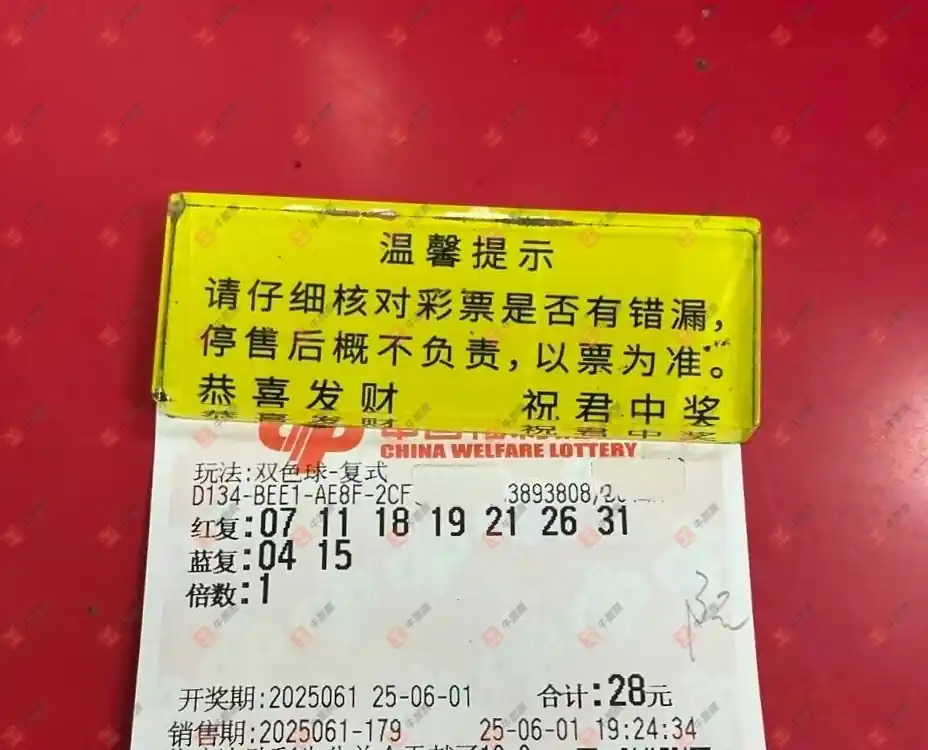 温馨提示
请仔细核对彩票是否有错漏，
停售后概不负责，以票为准。
恭喜发财 祝君中奖
CHINA WELFARE LOTTERY
玩法:双色球-复式
D134-BEE1-AE8F-2CF 3893808/
红复:07 11 18 19 21 26 31
蓝复:04 15
倍数:1
开奖期:2025061 25-06-01 合计:28元
销售期:2025061-179 25-06-01 19:24:34